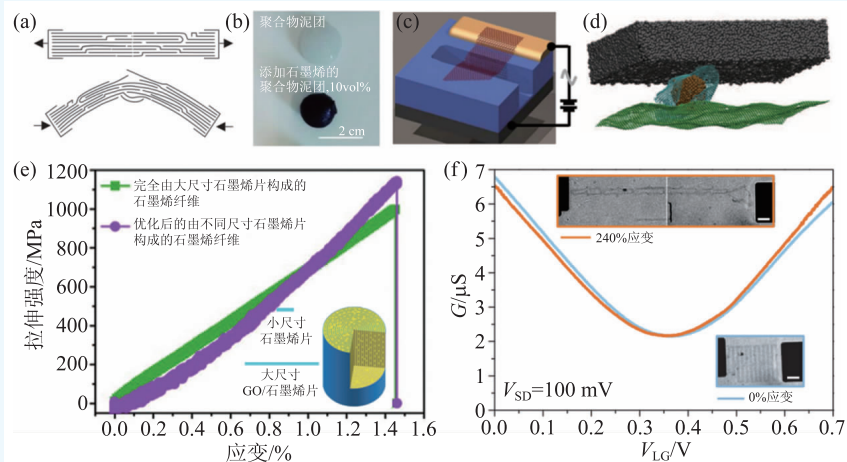 (a)
(b)
聚合物泥团
添加石墨烯的
聚合物泥团,10vol%
2 cm
(c)
(d)
(e)
1200
1000
800
600
400
200
0
拉伸强度/MPa
完全由大尺寸石墨烯片构成的
石墨烯纤维
优化后的由不同尺寸石墨烯片
构成的石墨烯纤维
小尺寸
石墨烯片
大尺寸
GO/石墨烯片
0.0 0.2 0.4 0.6 0.8 1.0 1.2 1.4 1.6
应变/%
(f)
7
6
5
4
3
2
1
0
G/μS
240%应变
0%应变
VSD=100 mV
0.0 0.1 0.2 0.3 0.4 0.5 0.6 0.7
VLG/V